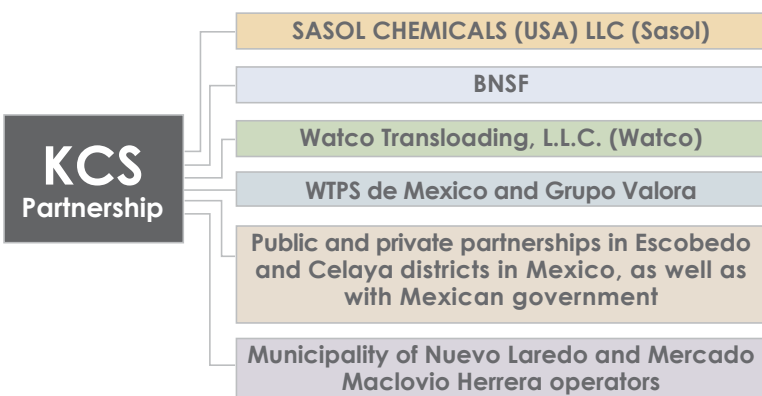 KCS
Partnership
SASOL CHEMICALS (USA) LLC (Sasol)
BNSF
Watco Transloading, L.L.C. (Watco)
WTPS de Mexico and Grupo Valora
Public and private partnerships in Escobedo
and Celaya districts in Mexico, as well as
with Mexican government
Municipality of Nuevo Laredo and Mercado
Maclovio Herrera operators